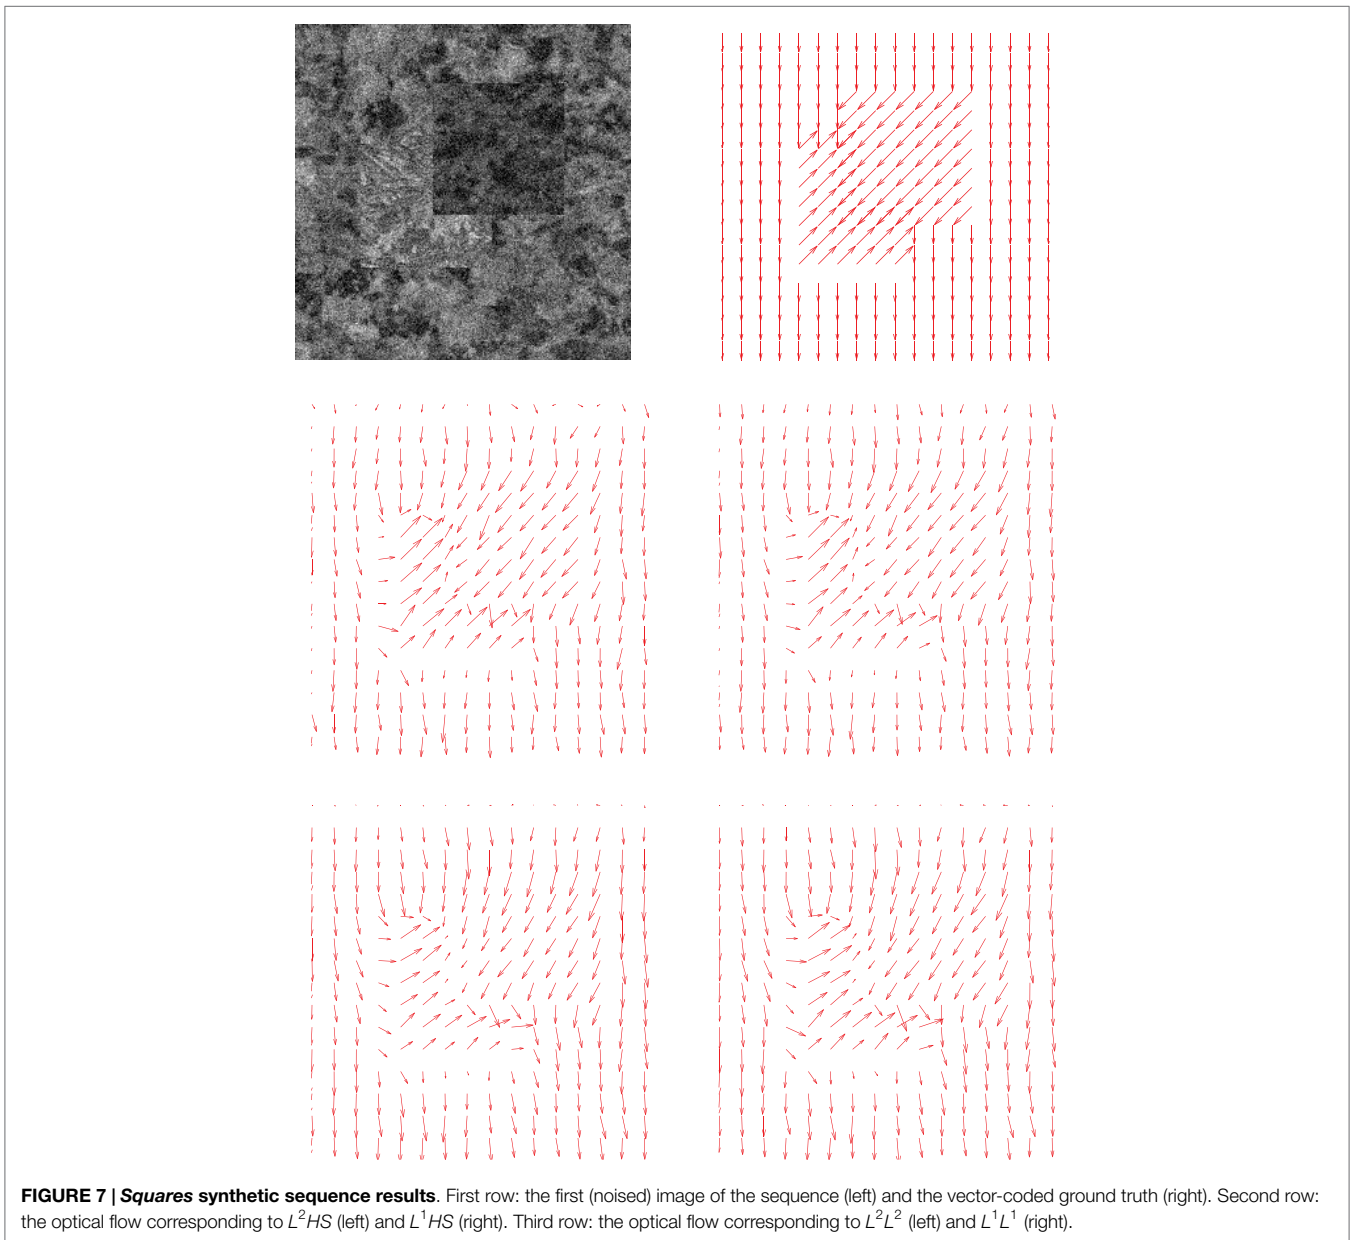 FIGURE 7 | Squares synthetic sequence results. First row: the first (noised) image of the sequence (left) and the vector-coded ground truth (right). Second row:
the optical flow corresponding to L²HS (left) and L¹HS (right). Third row: the optical flow corresponding to L²L² (left) and L¹L¹ (right).